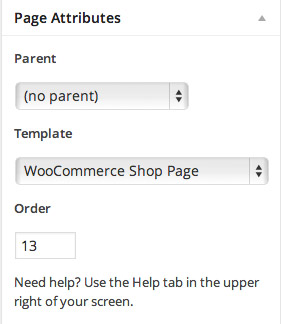 Page Attributes
Parent
(no parent)
Template
WooCommerce Shop Page
Order
13
Need help? Use the Help tab in the upper
right of your screen.